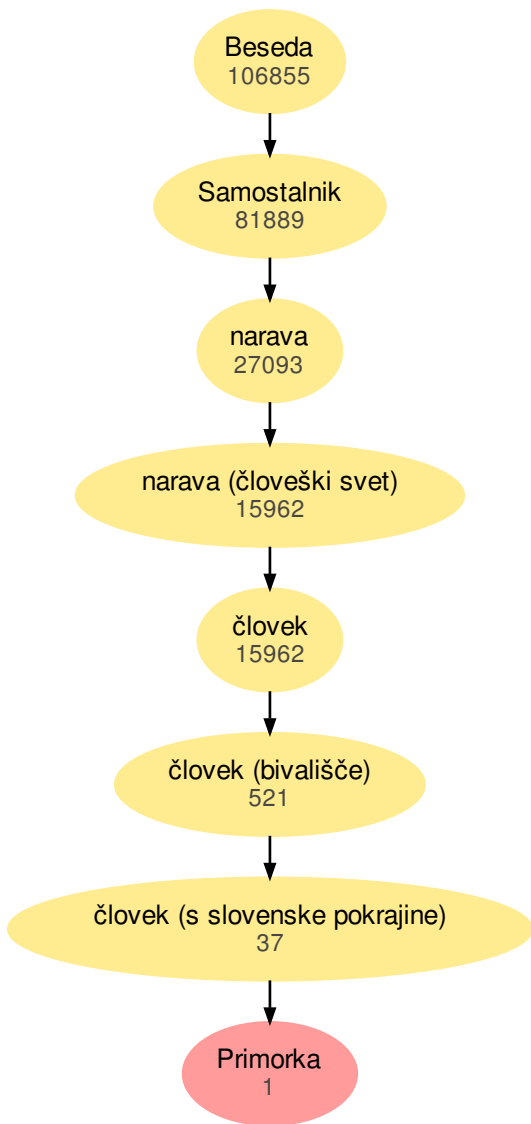 Beseda
106855
Samostalnik
81889
narava
27093
narava (človeški svet)
15962
človek
15962
človek (bivališče)
521
človek (s slovenske pokrajine)
37
Primorka
1